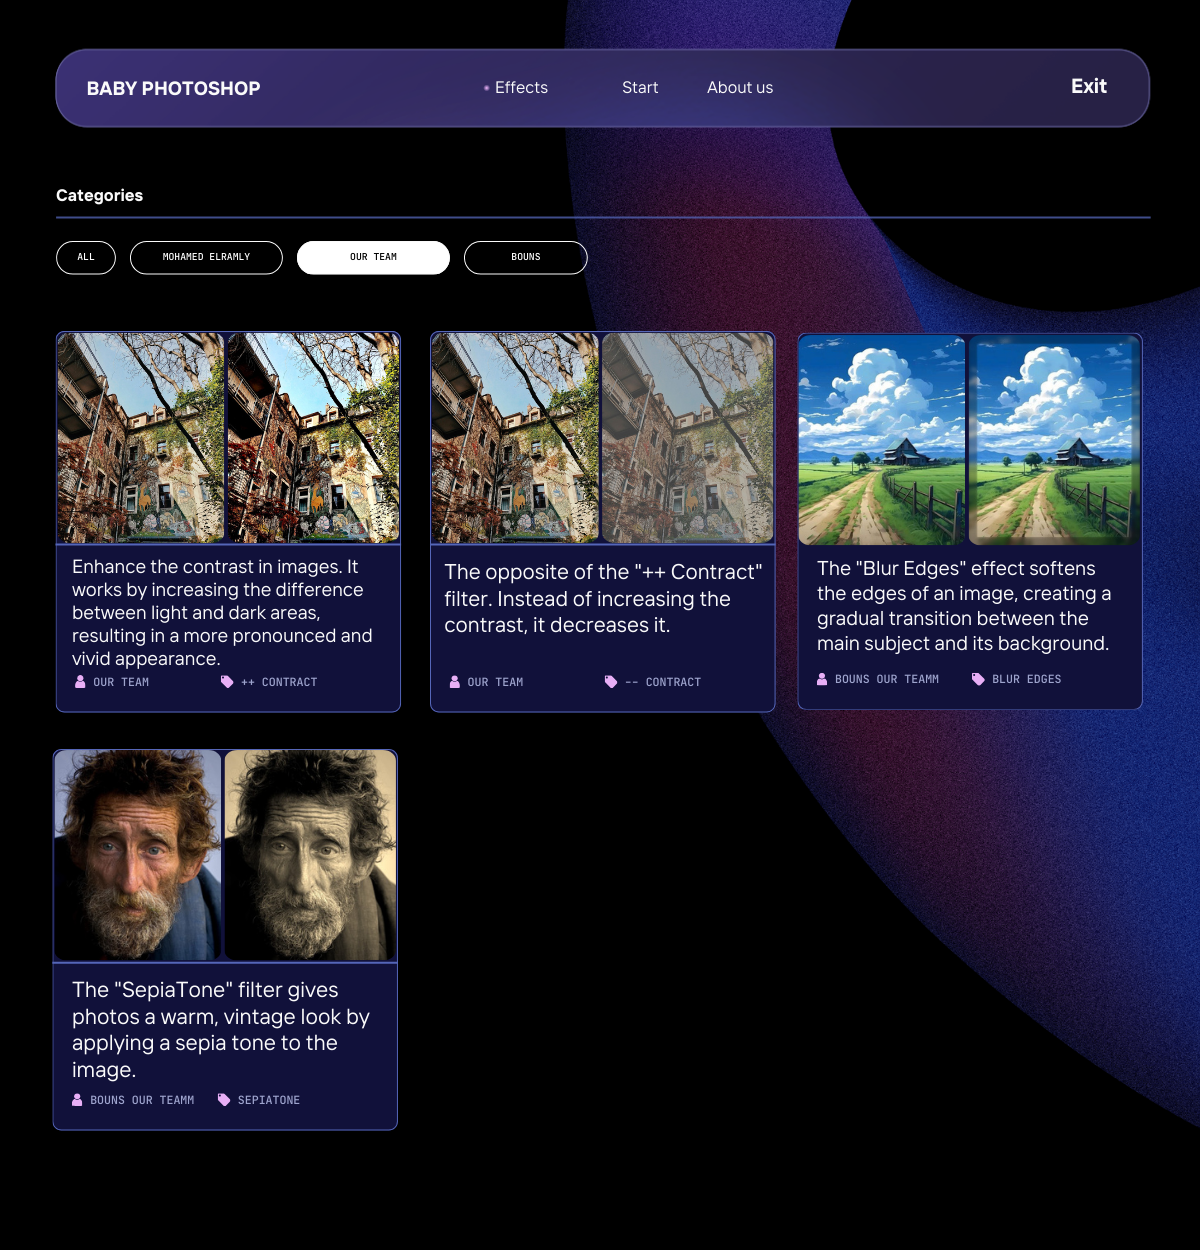 BABY PHOTOSHOP
Effects
Start
About us
Exit
Categories
ALL
MOHAMED ELRAMLY
OUR TEAM
BOUNS
Enhance the contrast in images. It
works by increasing the difference
between light and dark areas,
resulting in a more pronounced and
vivid appearance.
OUR TEAM
++ CONTRACT
The opposite of the "++ Contract"
filter. Instead of increasing the
contrast, it decreases it.
OUR TEAM
-- CONTRACT
The "Blur Edges" effect softens
the edges of an image, creating a
gradual transition between the
main subject and its background.
BOUNS OUR TEAMM
BLUR EDGES
The "SepiaTone" filter gives
photos a warm, vintage look by
applying a sepia tone to the
image.
BOUNS OUR TEAMM
SEPIATONE